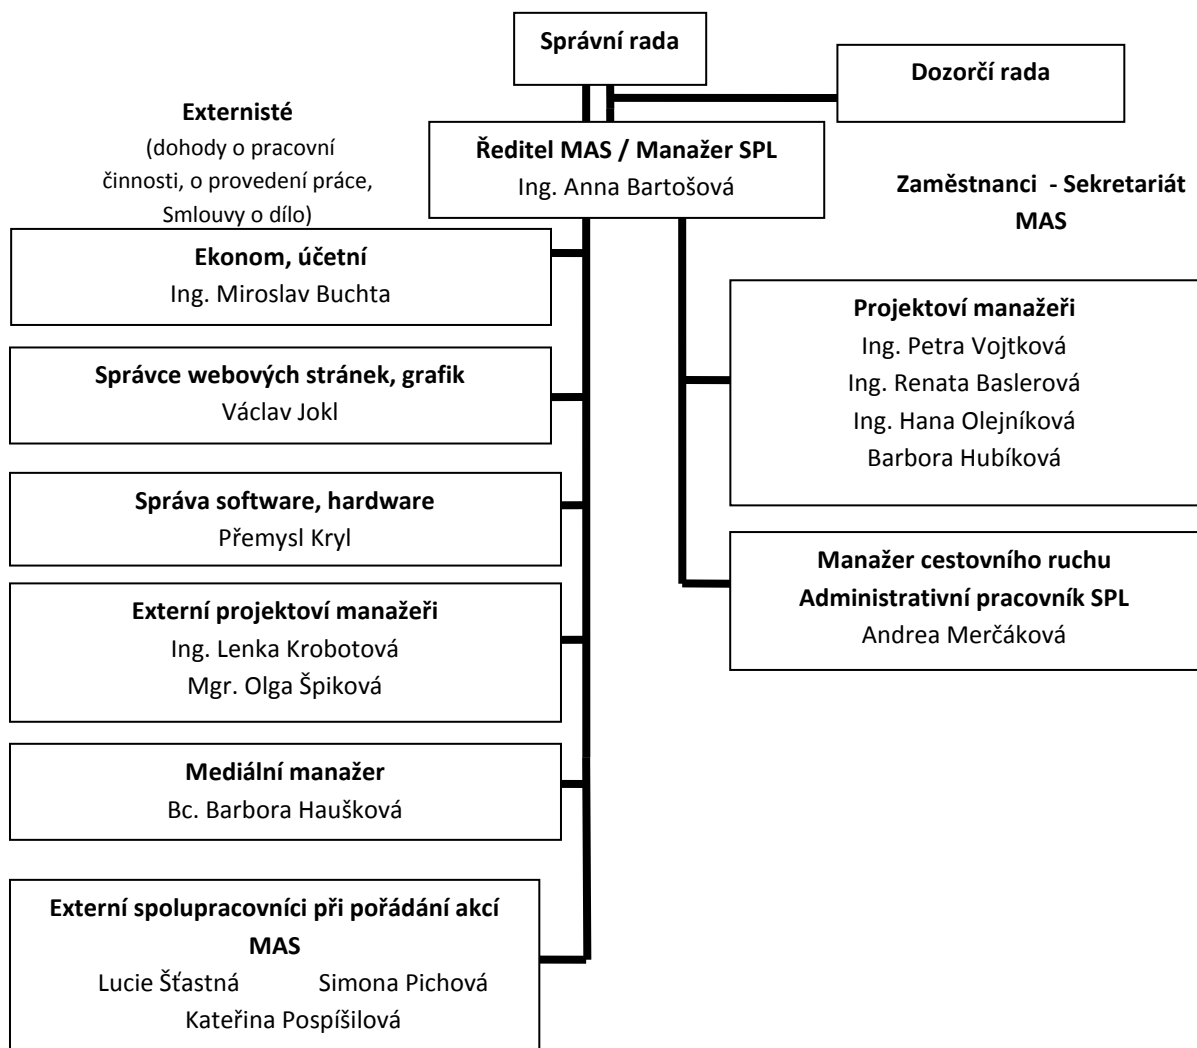 Správní rada
Dozorčí rada
Externisté
(dohody o pracovní
činnosti, o provedení práce,
Smlouvy o dílo)
Ředitel MAS / Manažer SPL
Ing. Anna Bartošová
Zaměstnanci - Sekretariát
MAS
Ekonom, účetní
Ing. Miroslav Buchta
Správce webových stránek, grafik
Václav Jokl
Správa software, hardware
Přemysl Kryl
Externí projektoví manažeři
Ing. Lenka Krobotová
Mgr. Olga Špiková
Mediální manažer
Bc. Barbora Haušková
Externí spolupracovníci při pořádání akcí
MAS
Lucie Šťastná Simona Pichová
Kateřina Pospíšilová
Projektoví manažeři
Ing. Petra Vojtková
Ing. Renata Baslerová
Ing. Hana Olejníková
Barbora Hubíková
Manažer cestovního ruchu
Administrativní pracovník SPL
Andrea Merčáková